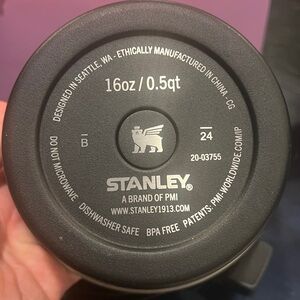 DESIGNED IN SEATTLE, WA - ETHICALLY MANUFACTURED IN CHINA - CG
16oz / 0.5qt
B
24
20-03755
STANLEY®
A BRAND OF PMI
WWW.STANLEY1913.COM
DO NOT MICROWAVE DISHWASHER SAFE BPA FREE PATENTS: PMI-WORLDWIDE.COM/IP